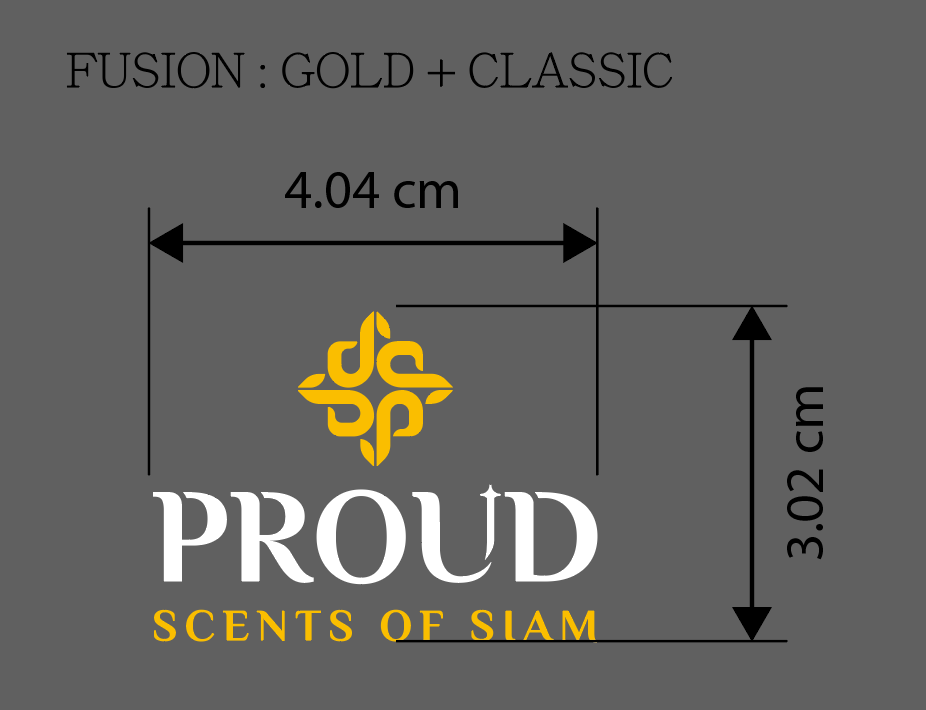 FUSION : GOLD + CLASSIC
4.04 cm
3.02 cm
PROUD
SCENTS OF SIAM